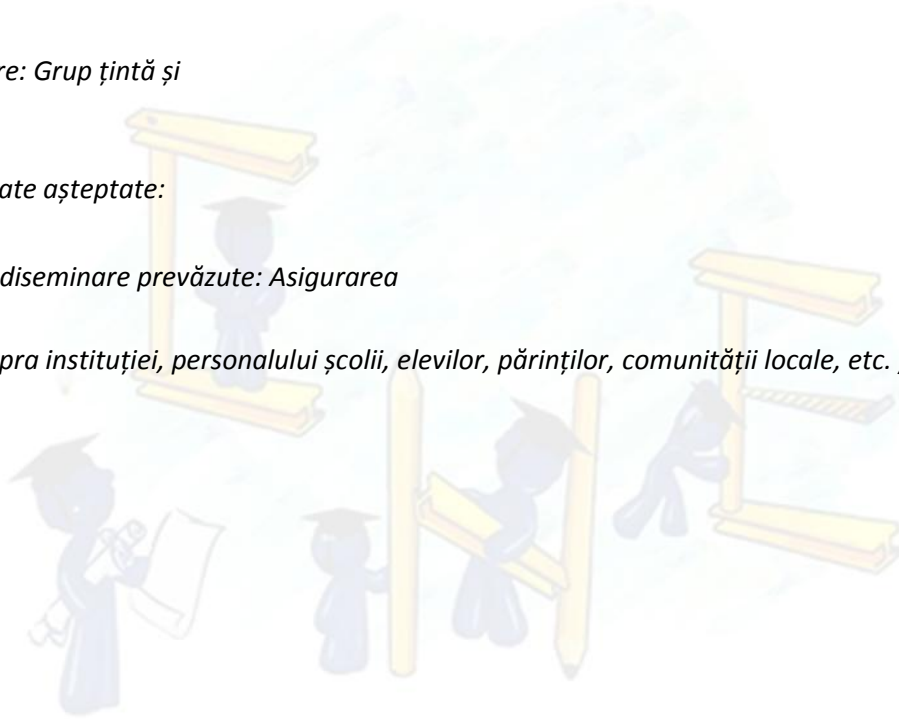 re: Grup țintă și
ate așteptate:
diseminare prevăzute: Asigurarea
pra instituției, personalului școlii, elevilor, părinților, comunității locale, etc.